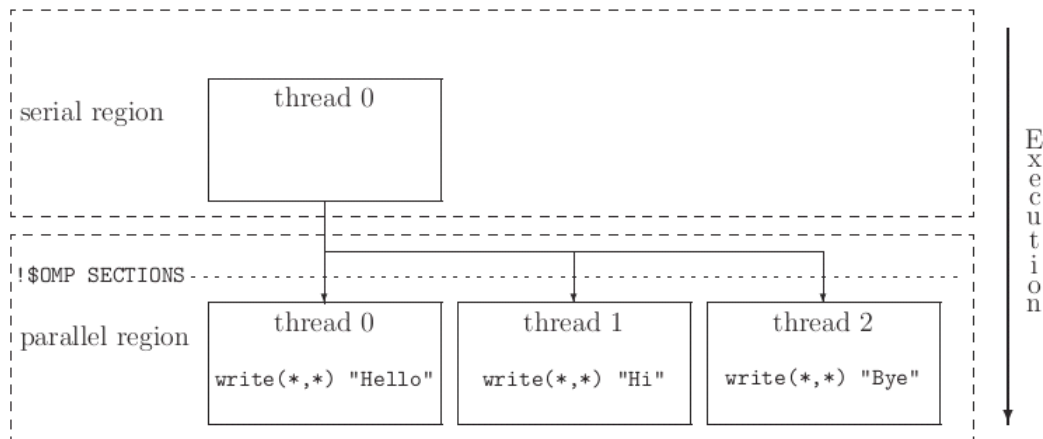 thread 0
serial region
Execution
!$OMP SECTIONS
thread 0
thread 1
thread 2
parallel region
write(*,*) "Hello"
write(*,*) "Hi"
write(*,*) "Bye"